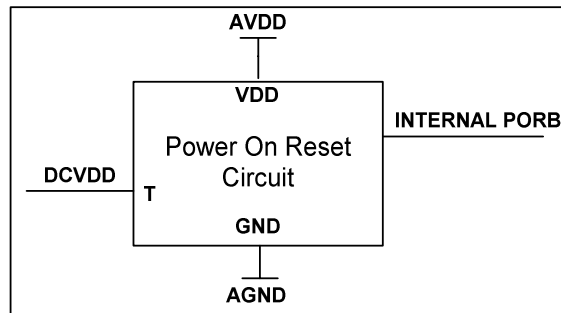 AVDD
VDD
INTERNAL PORB
Power On Reset
Circuit
DCVDD
T
GND
AGND